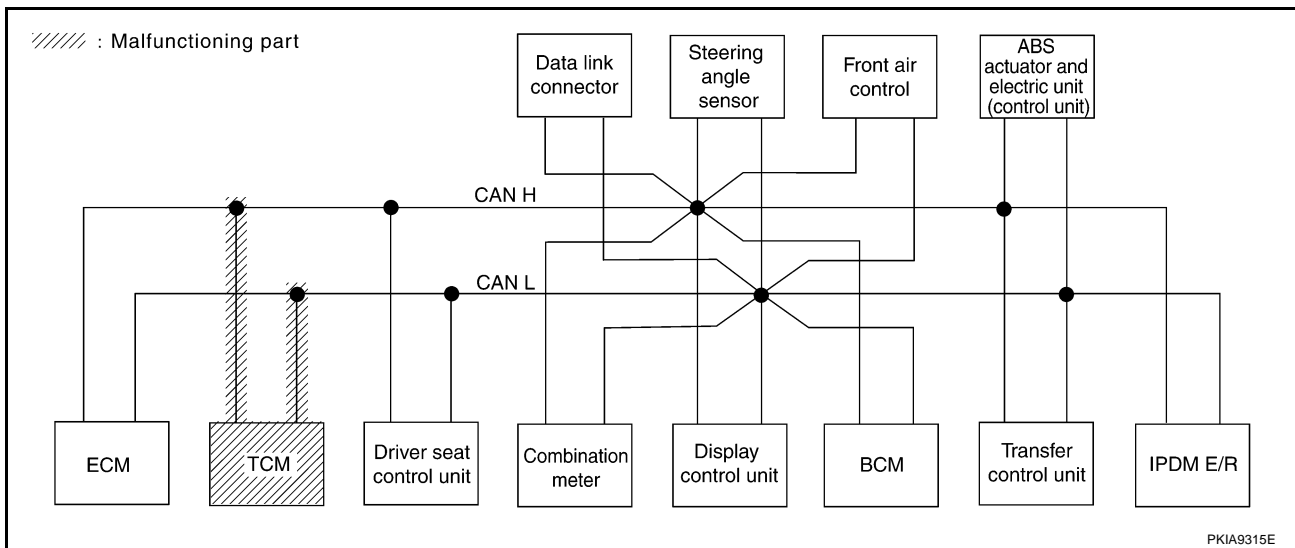 : Malfunctioning part
Data link
connector
Steering
angle
sensor
Front air
control
ABS
actuator and
electric unit
(control unit)
CAN H
CAN L
ECM
TCM
Driver seat
control unit
Combination
meter
Display
control unit
BCM
Transfer
control unit
IPDM E/R
PKIA9315E